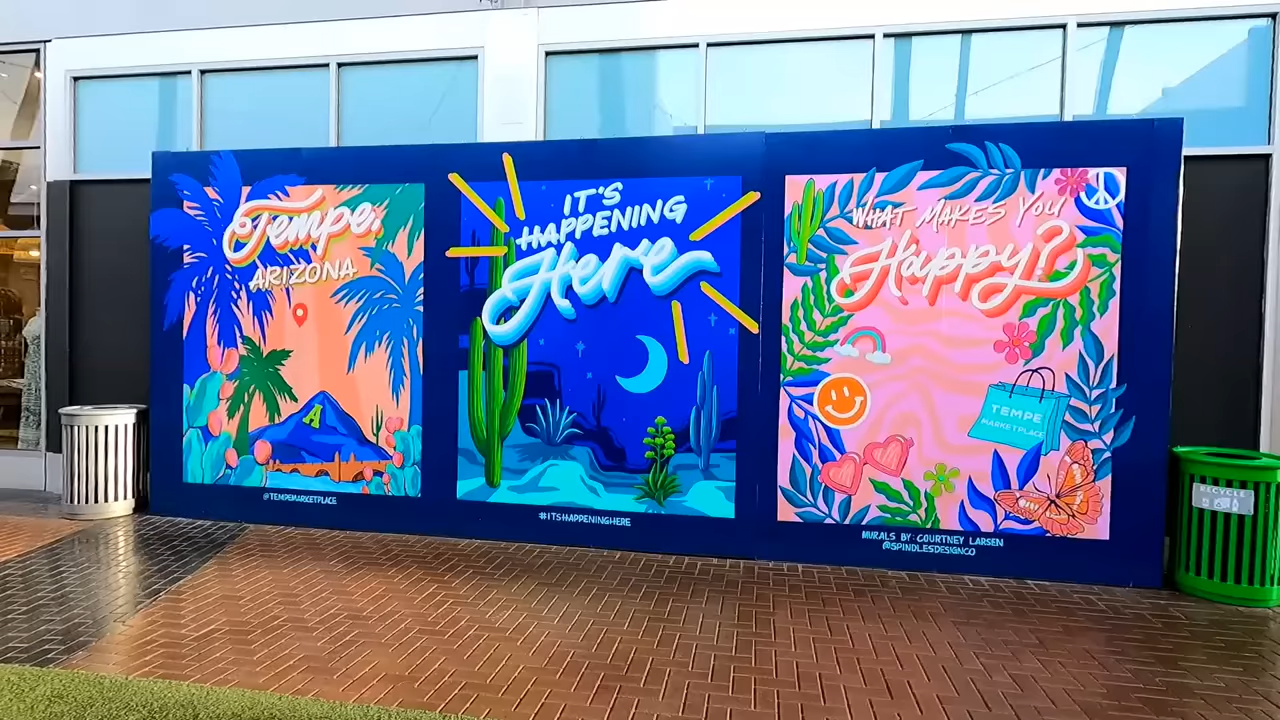 Tempe.
ARIZONA
A
@TEMPEMARKETPLACE
IT'S
HAPPENING
Here
#ITSHAPPENINGHERE
WHAT MAKES YOU
Happy?
TEMPE
MARKETPLACE
MURALS BY: COURTNEY LARSEN
@SPINDLESDESIGNCO
RECYCLE